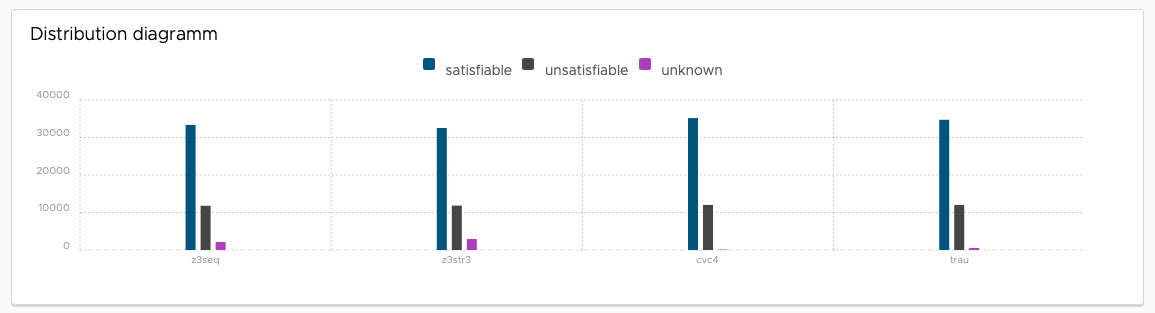 Distribution diagramm
satisfiable unsatisfiable unknown
40000
30000
20000
10000
0
z3seq z3str3 cvc4 trau